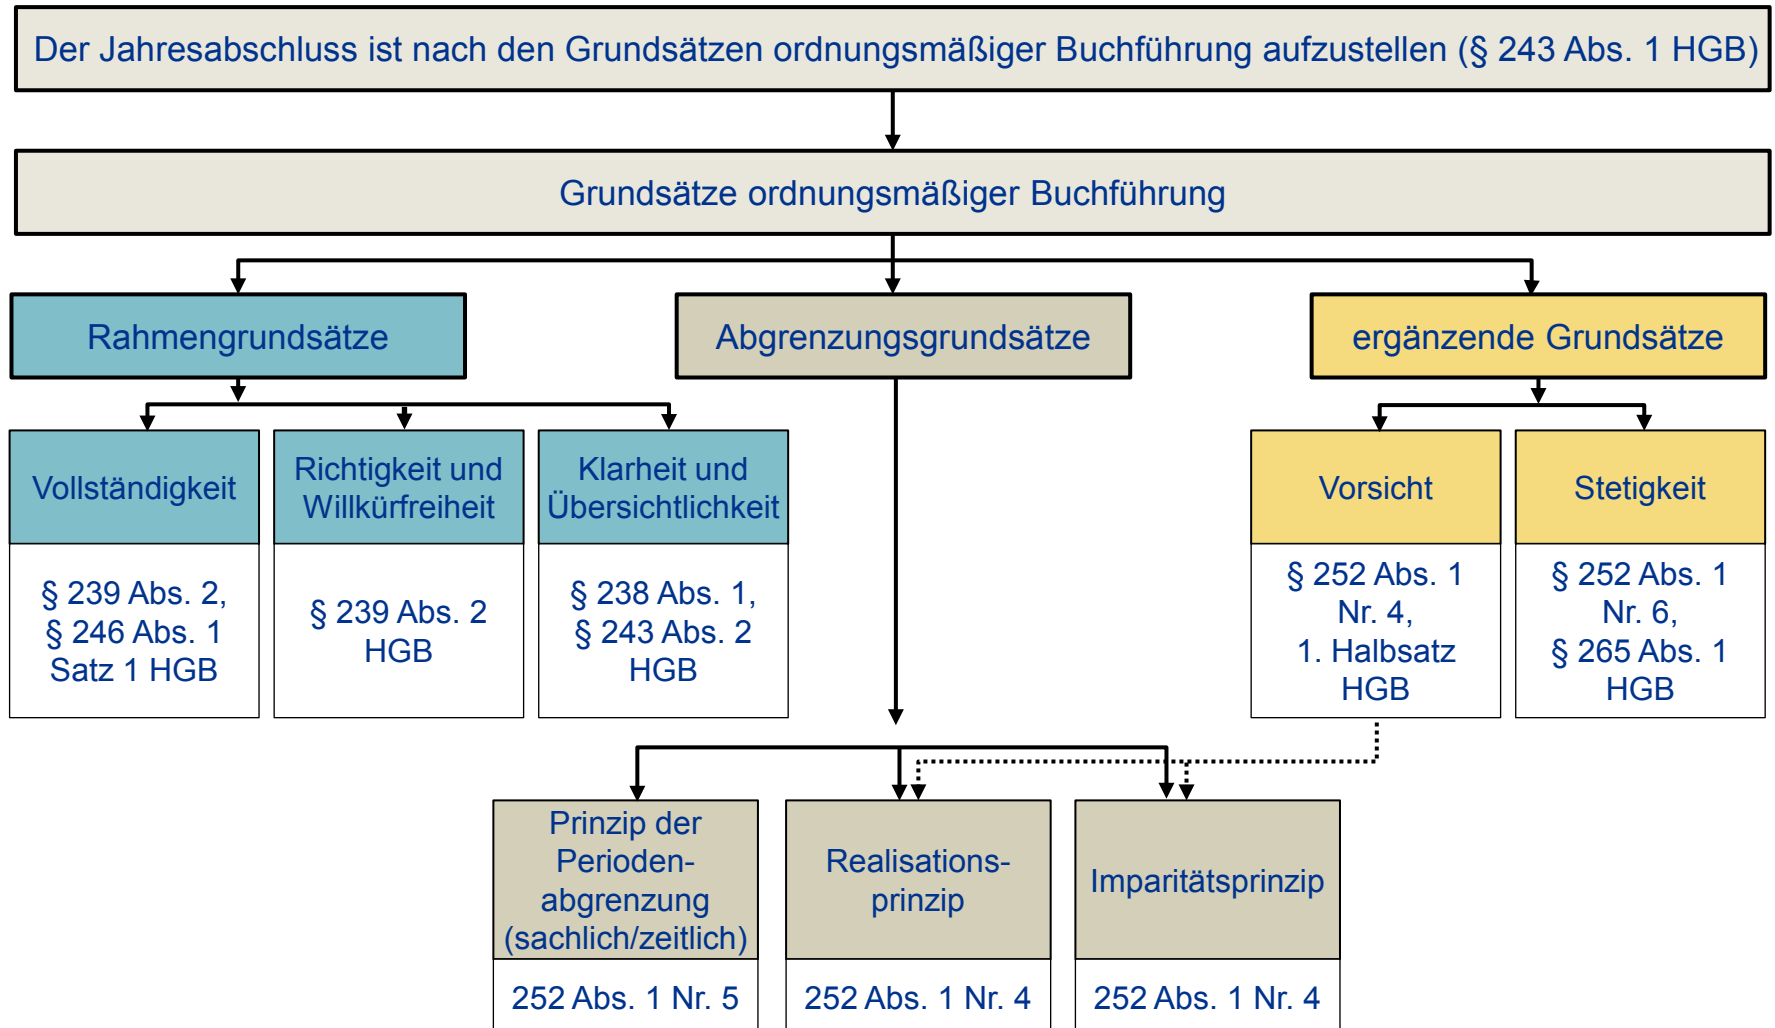 Der Jahresabschluss ist nach den Grundsätzen ordnungsmäßiger Buchführung aufzustellen (§ 243 Abs. 1 HGB)
Grundsätze ordnungsmäßiger Buchführung
Rahmengrundsätze
Abgrenzungsgrundsätze
ergänzende Grundsätze
Vollständigkeit
§ 239 Abs. 2,
§ 246 Abs. 1
Satz 1 HGB
Richtigkeit und
Willkürfreiheit
§ 239 Abs. 2
HGB
Klarheit und
Übersichtlichkeit
§ 238 Abs. 1,
§ 243 Abs. 2
HGB
Vorsicht
§ 252 Abs. 1
Nr. 4,
1. Halbsatz
HGB
Stetigkeit
§ 252 Abs. 1
Nr. 6,
§ 265 Abs. 1
HGB
Prinzip der
Perioden-
abgrenzung
(sachlich/zeitlich)
252 Abs. 1 Nr. 5
Realisations-
prinzip
252 Abs. 1 Nr. 4
Imparitätsprinzip
252 Abs. 1 Nr. 4